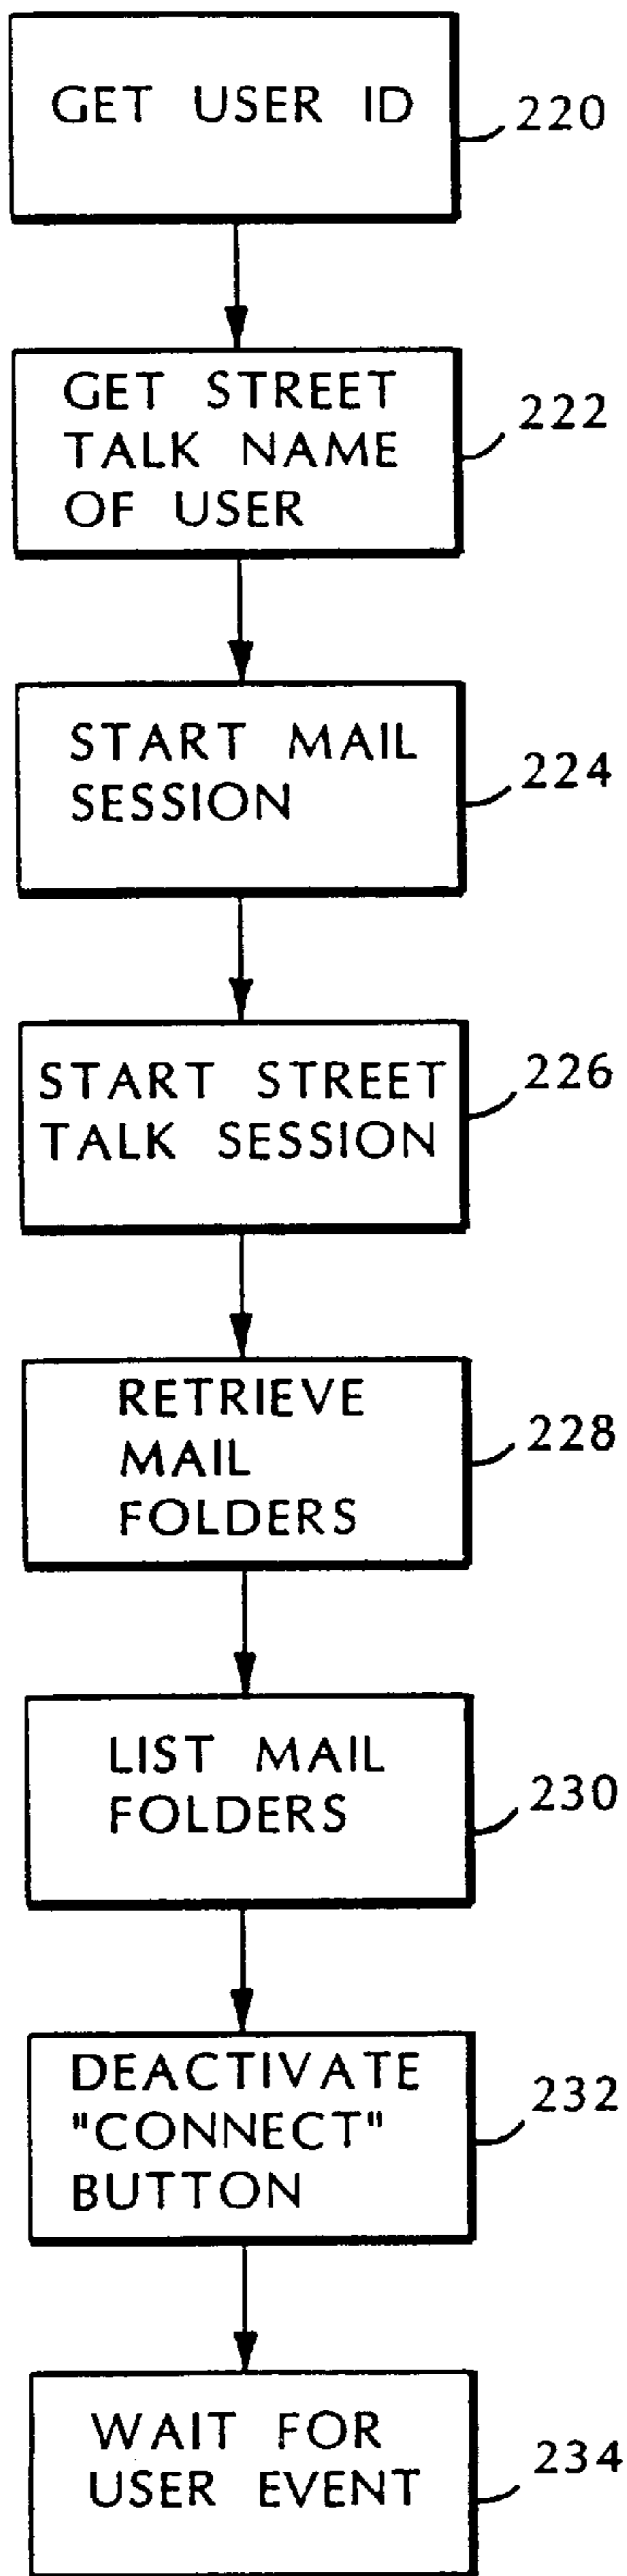 GET USER ID
220
GET STREET
TALK NAME
OF USER
222
START MAIL
SESSION
224
START STREET
TALK SESSION
226
RETRIEVE
MAIL
FOLDERS
228
LIST MAIL
FOLDERS
230
DEACTIVATE
"CONNECT"
BUTTON
232
WAIT FOR
USER EVENT
234